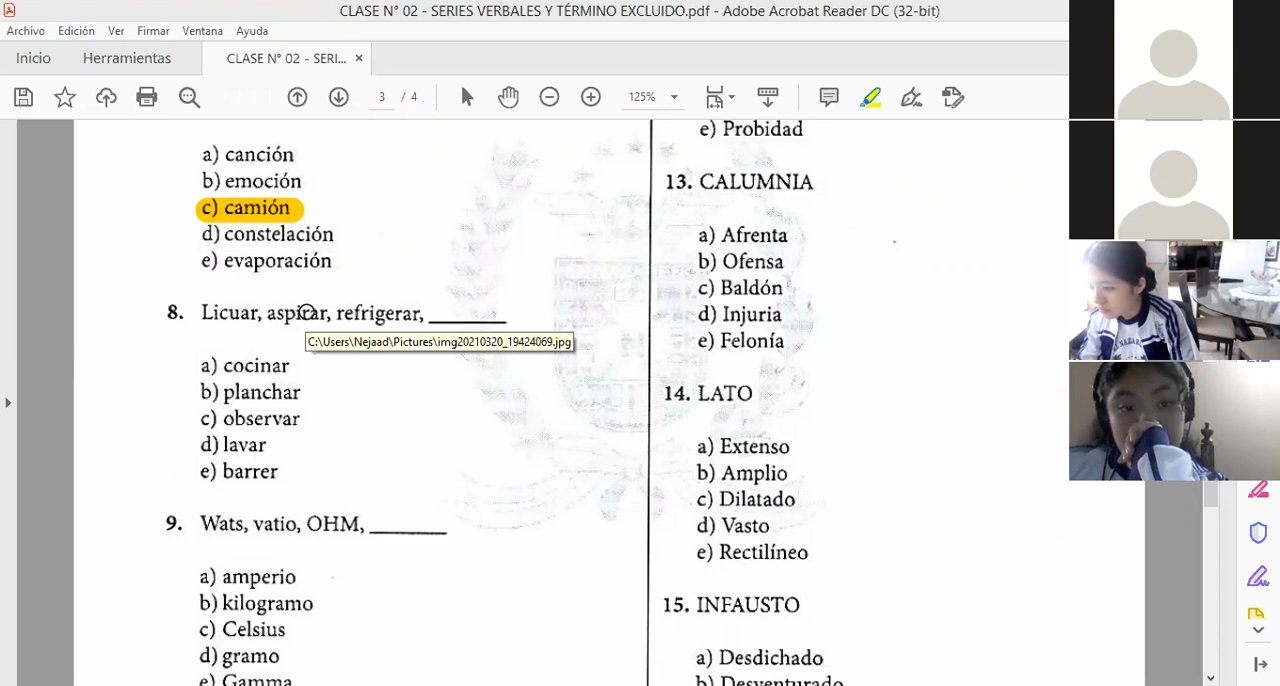 CLASE N° 02 - SERIES VERBALES Y TÉRMINO EXCLUIDO.pdf - Adobe Acrobat Reader DC (32-bit)
Archivo Edición Ver Firmar Ventana Ayuda
Inicio Herramientas CLASE N° 02 - SERI... ×
3 / 4 125%
a) canción
b) emoción
c) camión
d) constelación
e) evaporación
8. Licuar, aspirar, refrigerar, ________
C:\Users\Nejaad\Pictures\img20210320_19424069.jpg
a) cocinar
b) planchar
c) observar
d) lavar
e) barrer
9. Wats, vatio, OHM, ________
a) amperio
b) kilogramo
c) Celsius
d) gramo
e) Gamma
e) Probidad
13. CALUMNIA
a) Afrenta
b) Ofensa
c) Baldón
d) Injuria
e) Felonía
14. LATO
a) Extenso
b) Amplio
c) Dilatado
d) Vasto
e) Rectilíneo
15. INFAUSTO
a) Desdichado
b) Desventurado